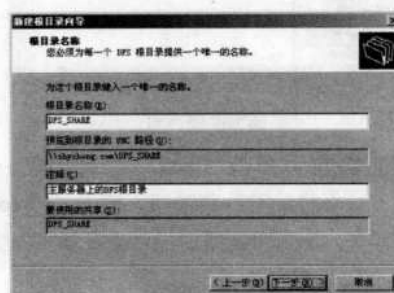 新建根目录向导
根目录名称
您必须为每一个 DFS 根目录提供一个唯一的名称。
为这个根目录键入一个唯一的名称。
根目录名称(R):
DFS_SHARE
预览到根目录的 UNC 路径(U):
.com\DFS_SHARE
注释(C):
主服务器上的DFS根目录
要使用的共享(S):
DFS_SHARE
<上一步(B) 下一步(N)> 取消